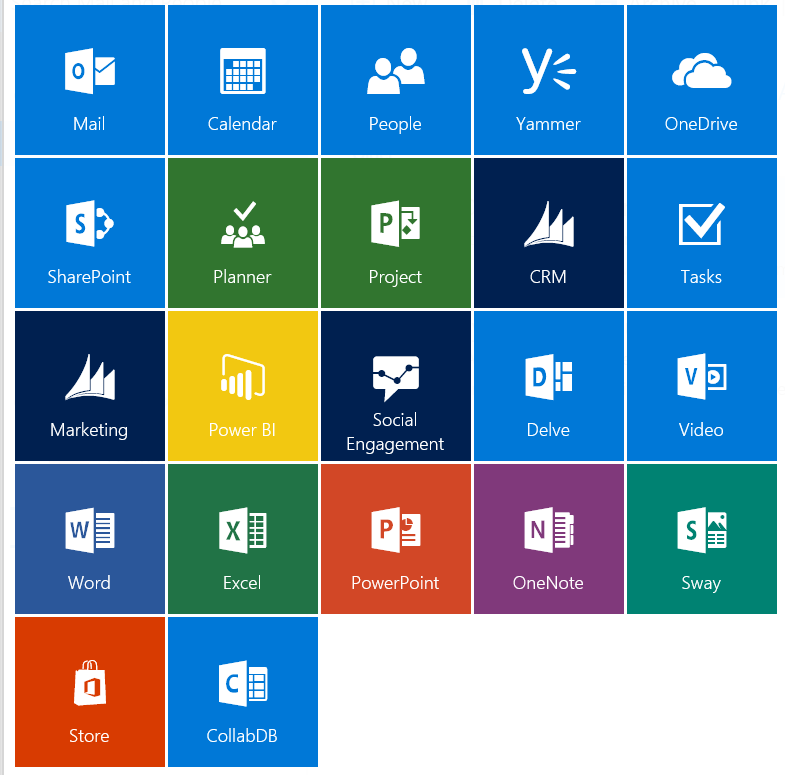 Mail
Calendar
People
Yammer
OneDrive
SharePoint
Planner
Project
CRM
Tasks
Marketing
Power BI
Social
Engagement
Delve
Video
Word
Excel
PowerPoint
OneNote
Sway
Store
CollabDB